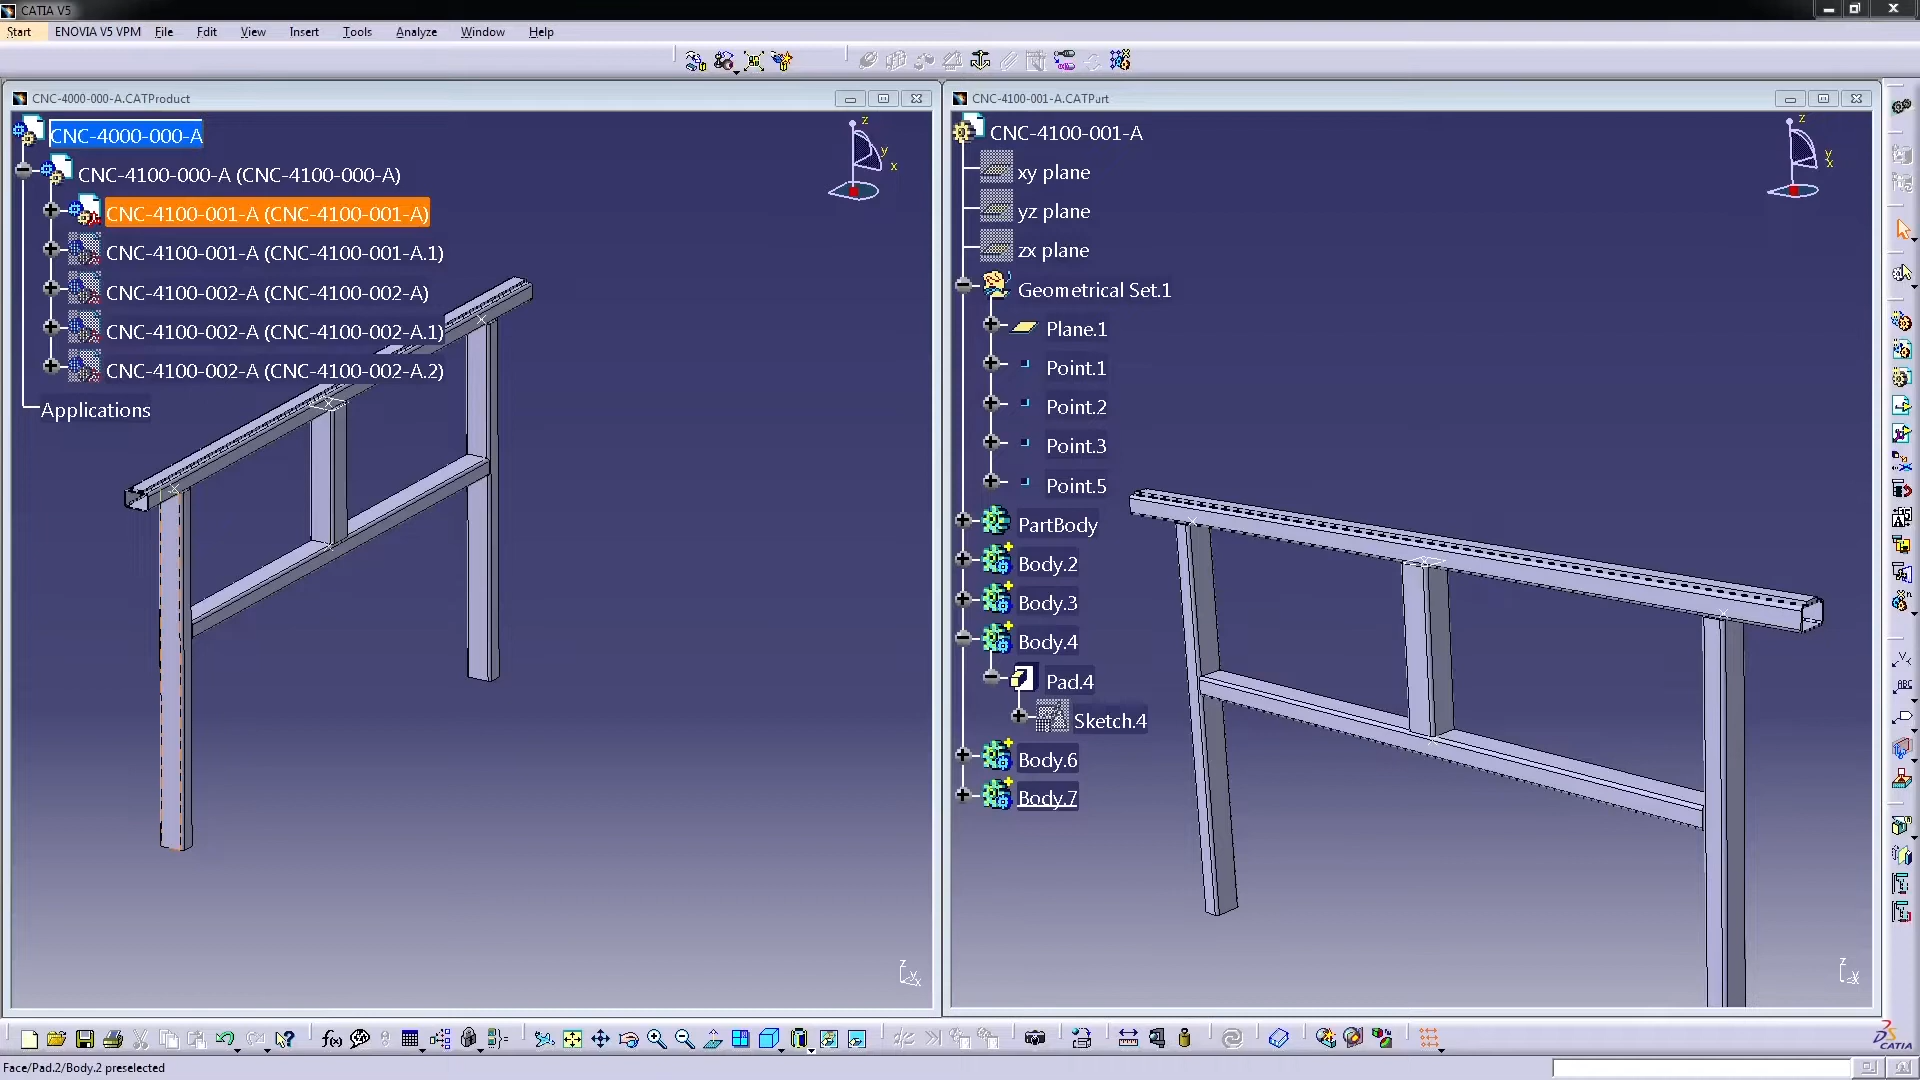 CATIA V5
Start ENOVIA V5 VPM File Edit View Insert Tools Analyze Window Help
CNC-4000-000-A.CATProduct
CNC-4000-000-A
CNC-4100-000-A (CNC-4100-000-A)
CNC-4100-001-A (CNC-4100-001-A)
CNC-4100-001-A (CNC-4100-001-A.1)
CNC-4100-002-A (CNC-4100-002-A)
CNC-4100-002-A (CNC-4100-002-A.1)
CNC-4100-002-A (CNC-4100-002-A.2)
Applications
z
y
x
z
y
x
CNC-4100-001-A.CATPart
CNC-4100-001-A
xy plane
yz plane
zx plane
Geometrical Set.1
Plane.1
Point.1
Point.2
Point.3
Point.5
PartBody
Body.2
Body.3
Body.4
Pad.4
Sketch.4
Body.6
Body.7
z
y
x
z
x
ABC
f(x)
CATIA
Face/Pad.2/Body.2 preselected